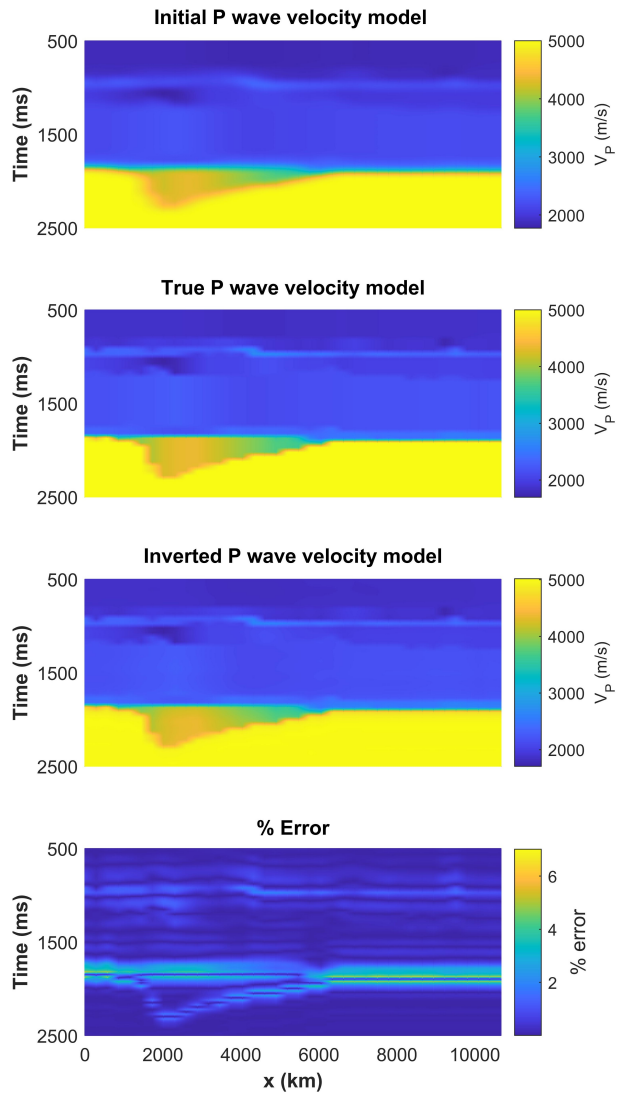 Initial P wave velocity model
500
1500
2500
Time (ms)
5000
4000
3000
2000
V_P (m/s)
True P wave velocity model
500
1500
2500
Time (ms)
5000
4000
3000
2000
V_P (m/s)
Inverted P wave velocity model
500
1500
2500
Time (ms)
5000
4000
3000
2000
V_P (m/s)
% Error
500
1500
2500
Time (ms)
6
4
2
% error
0 2000 4000 6000 8000 10000
x (km)